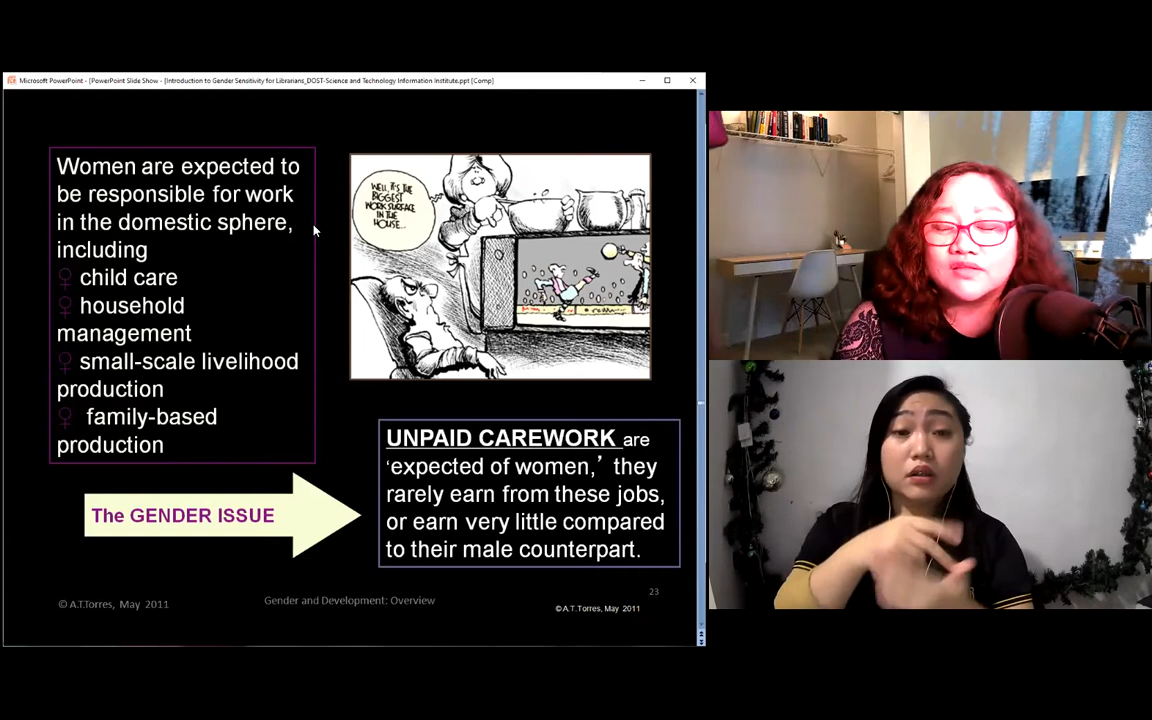 Microsoft PowerPoint - [PowerPoint Slide Show - [Introduction to Gender Sensitivity for Librarians_DOST-Science and Technology Information Institute.ppt [Comp]
Women are expected to
be responsible for work
in the domestic sphere,
including
♀ child care
♀ household
management
♀ small-scale livelihood
production
♀ family-based
production
WELL, IT'S THE
BIGGEST
WORK SURFACE
IN THE
HOUSE...
The GENDER ISSUE
UNPAID CAREWORK are
‘expected of women,’ they
rarely earn from these jobs,
or earn very little compared
to their male counterpart.
© A.T.Torres, May 2011
Gender and Development: Overview
23
© A.T. Torres, May 2011